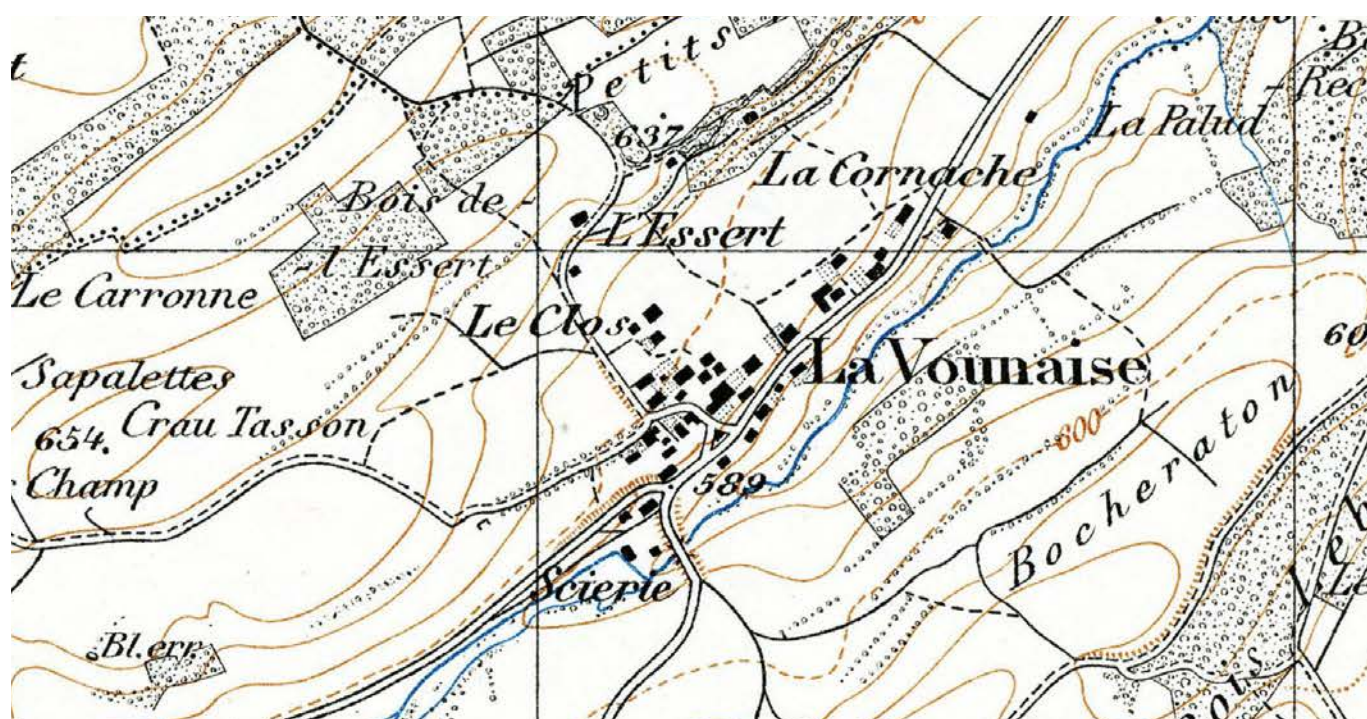 Petits
637
La Palud
La Cornache
Bois de -
- l'Essert
L'Essert
Le Carronne
Le Clos
La Vounaise
Sapalettes
Crau Tasson
654.
Champ
600
589
Bocheraton
Scierie
Bl. err.